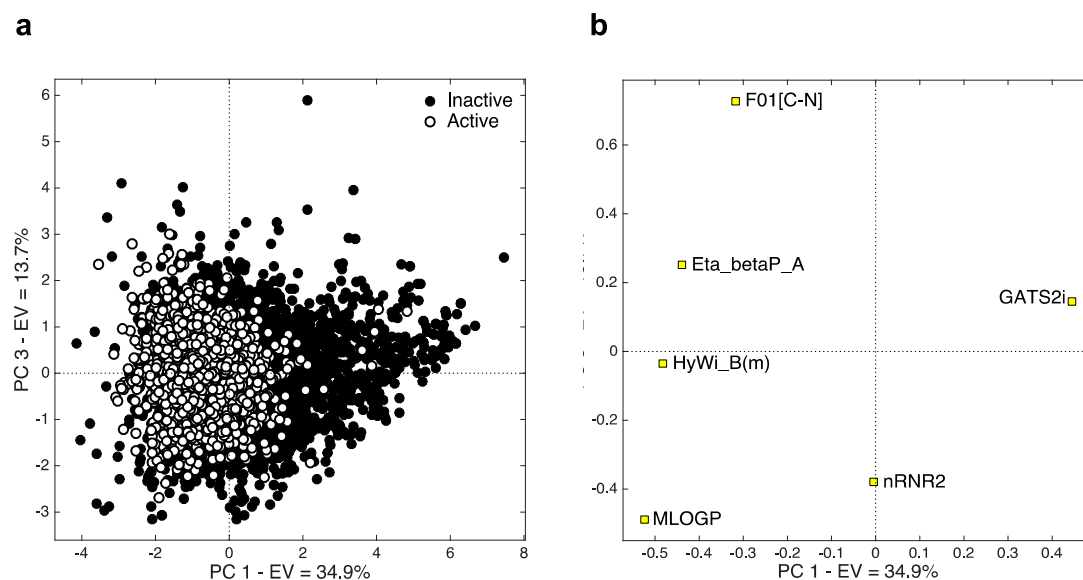 a
b
Inactive
Active
6
5
4
3
2
1
0
-1
-2
-3
PC 3 - EV = 13.7%
-4
-2
0
2
4
6
8
PC 1 - EV = 34.9%
F01[C-N]
Eta_betaP_A
GATS2i
HyWi_B(m)
nRNR2
MLOGP
0.6
0.4
0.2
0
-0.2
-0.4
-0.5
-0.4
-0.3
-0.2
-0.1
0
0.1
0.2
0.3
0.4
PC 1 - EV = 34.9%